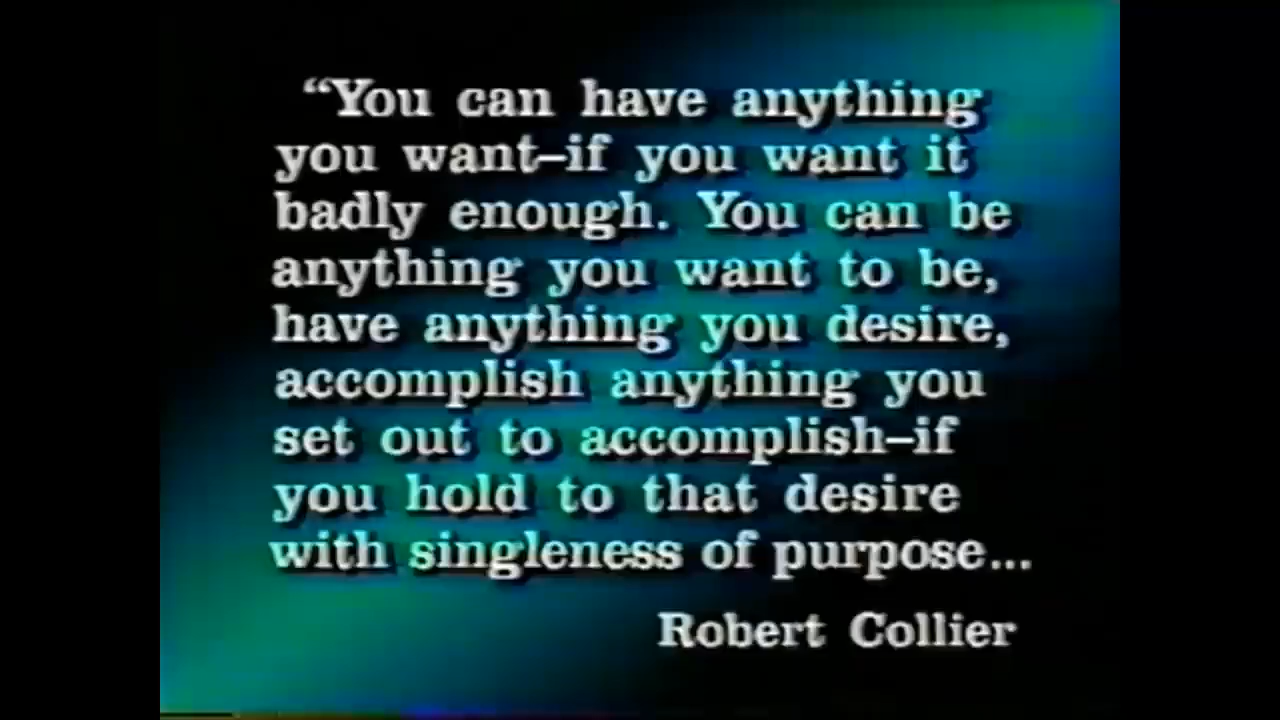 “You can have anything
you want–if you want it
badly enough. You can be
anything you want to be,
have anything you desire,
accomplish anything you
set out to accomplish–if
you hold to that desire
with singleness of purpose...
Robert Collier